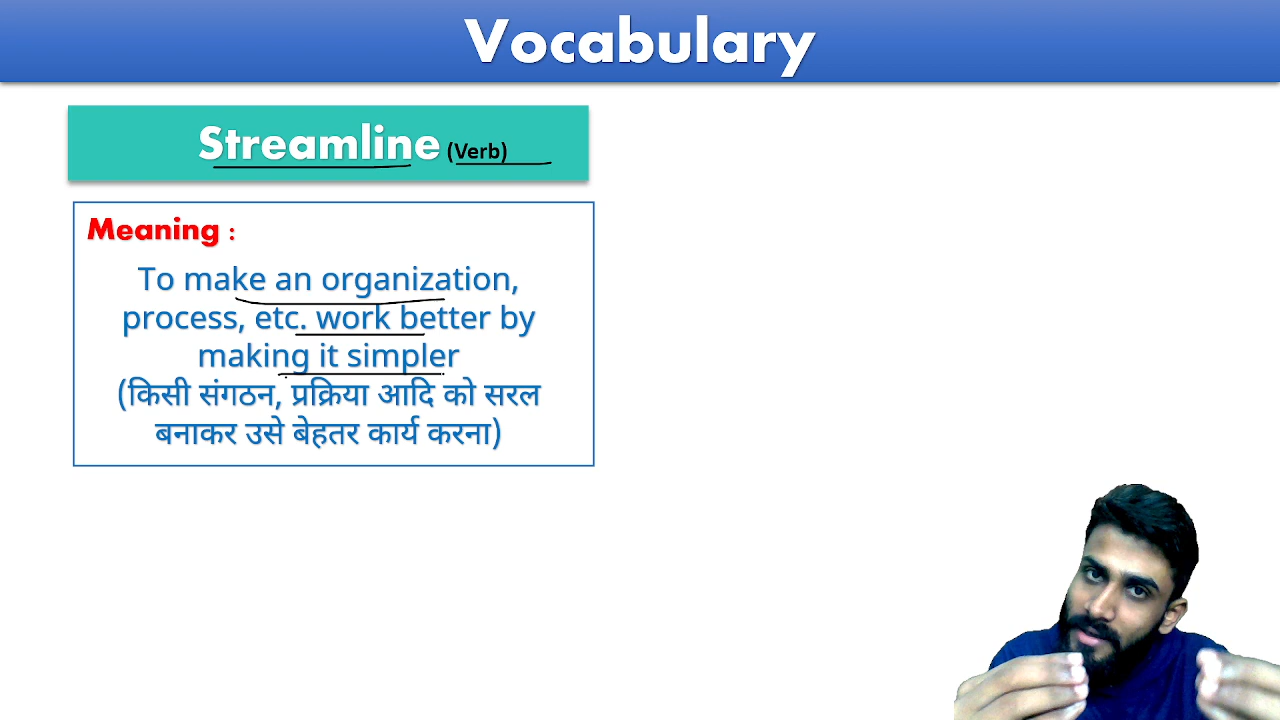 Vocabulary
Streamline (Verb)
Meaning :
To make an organization,
process, etc. work better by
making it simpler
(किसी संगठन, प्रक्रिया आदि को सरल
बनाकर उसे बेहतर कार्य करना)